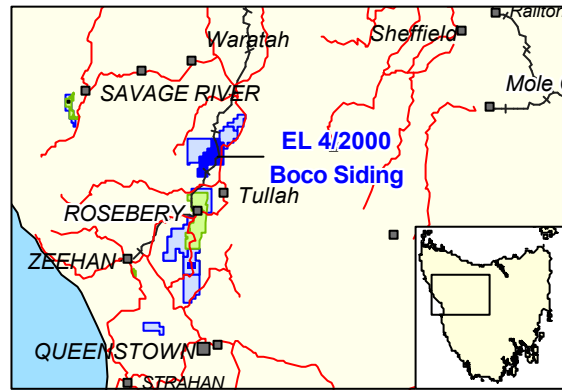 Railton
Waratah
Sheffield
SAVAGE RIVER
Mole
EL 4/2000
Boco Siding
Tullah
ROSEBERY
ZEEHAN
QUEENSTOWN
STRAHAN